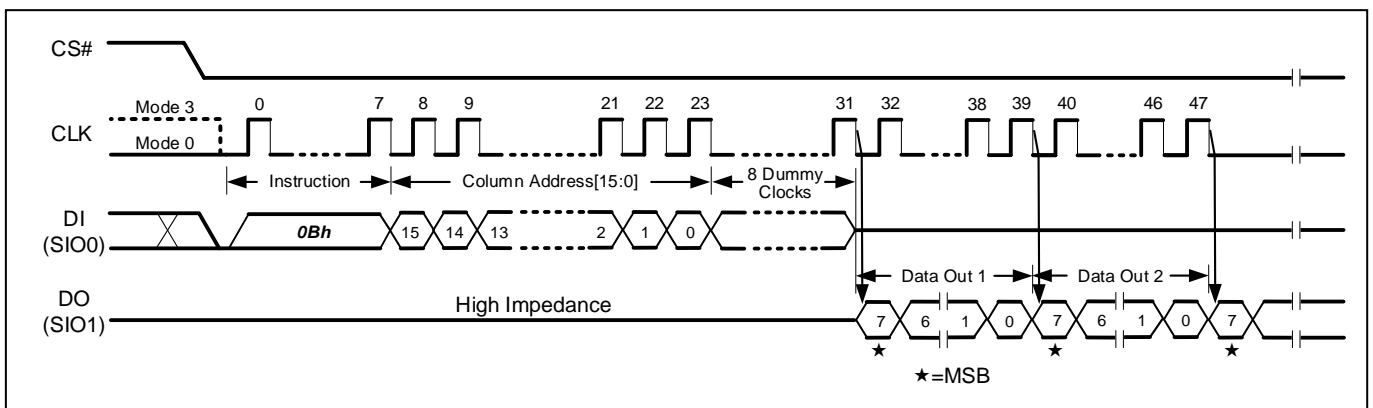 CS#
Mode 3
0 7 8 9 21 22 23 31 32 38 39 40 46 47
CLK
Mode 0
Instruction Column Address[15:0] 8 Dummy
Clocks
DI
(SIO0)
0Bh 15 14 13 2 1 0
Data Out 1 Data Out 2
DO
(SIO1)
High Impedance
7 6 1 0 7 6 1 0 7
★ ★ ★
★=MSB